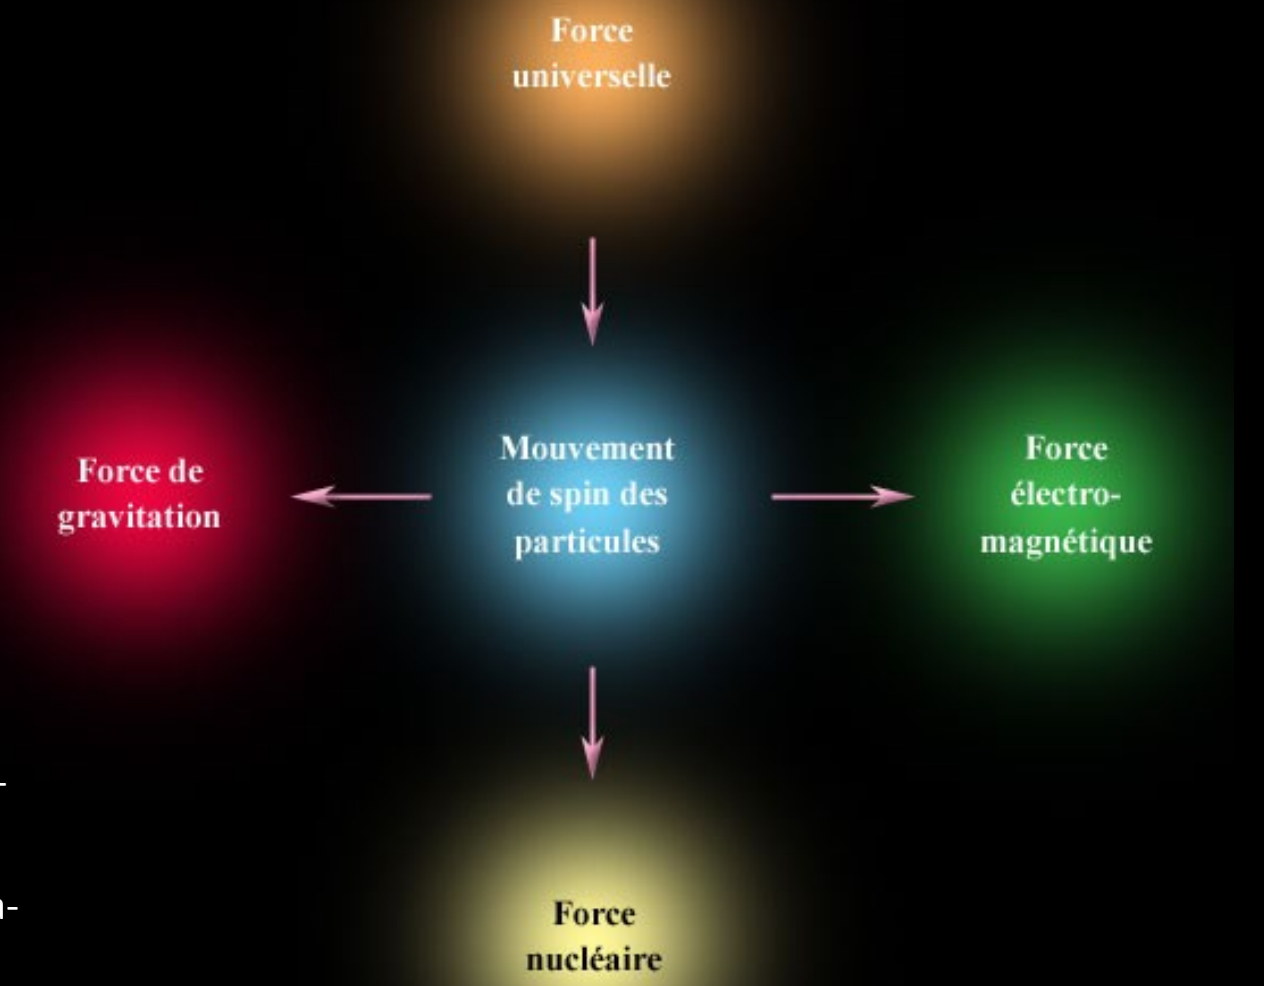 Force
universelle
Force de
gravitation
Mouvement
de spin des
particules
Force
électro-
magnétique
Force
nucléaire